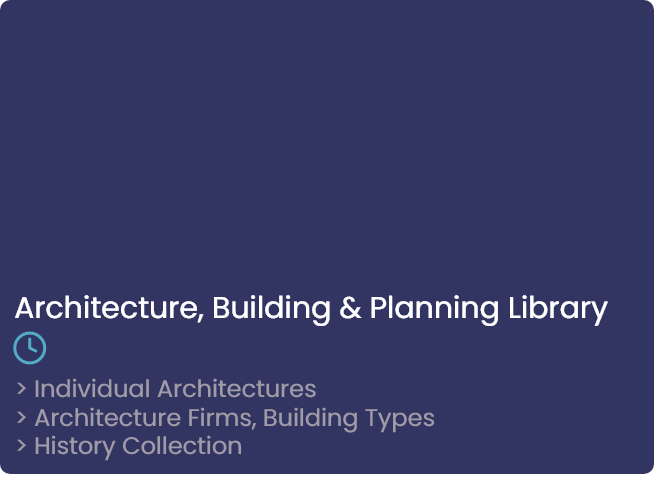 Architecture, Building & Planning Library
> Individual Architectures
> Architecture Firms, Building Types
> History Collection